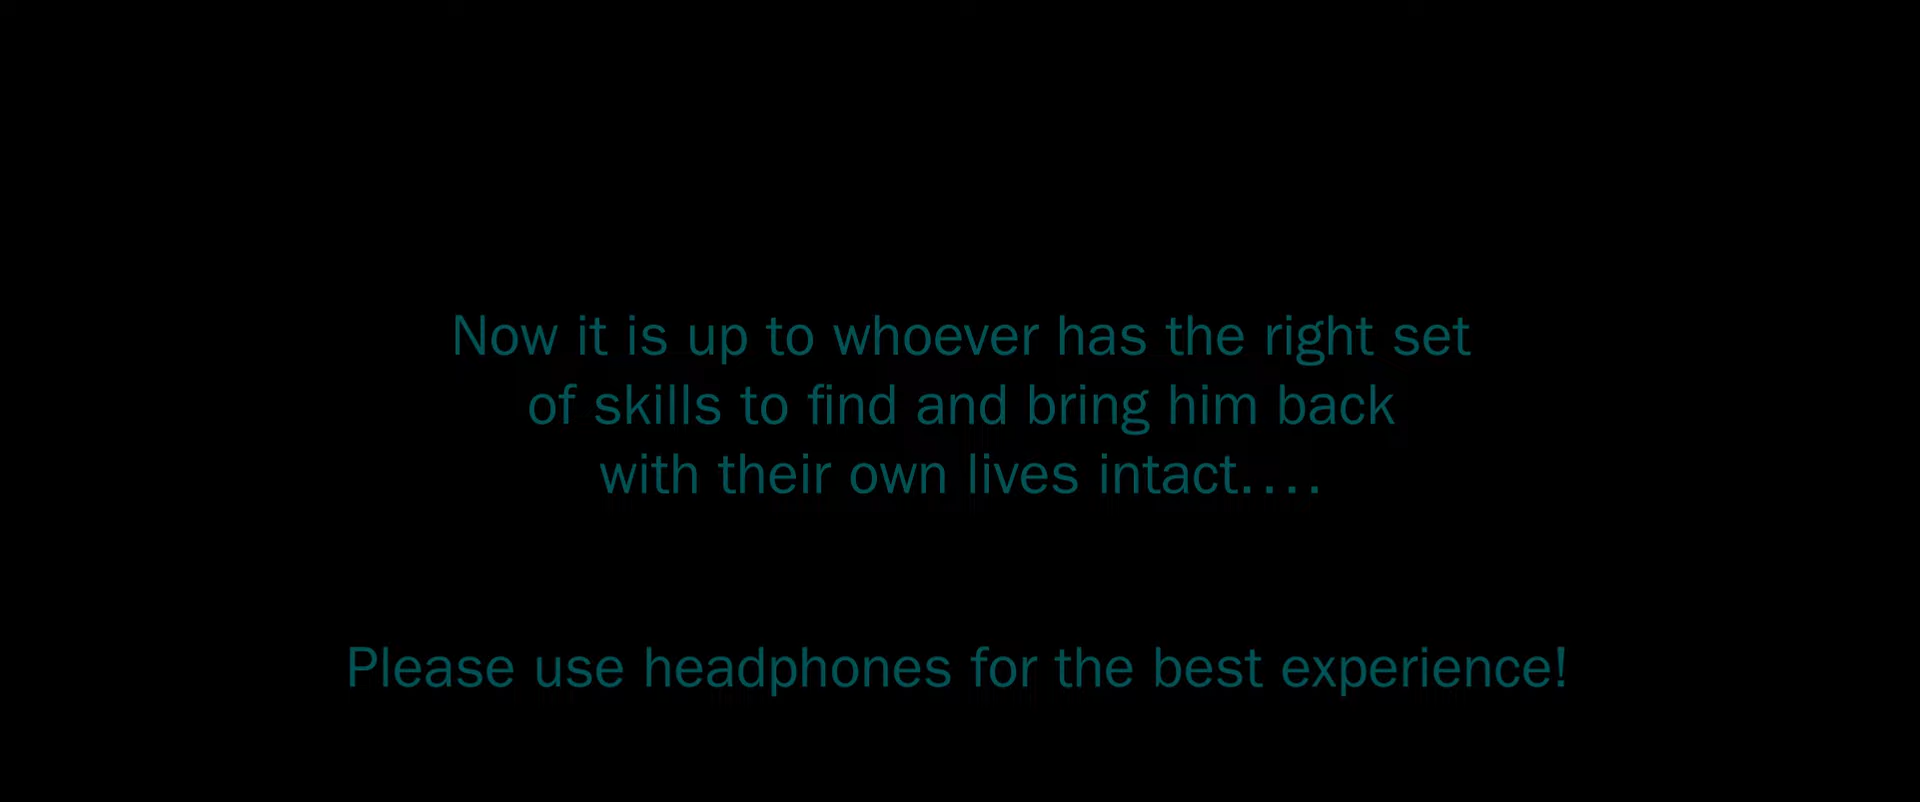 Now it is up to whoever has the right set
of skills to find and bring him back
with their own lives intact....
Please use headphones for the best experience!